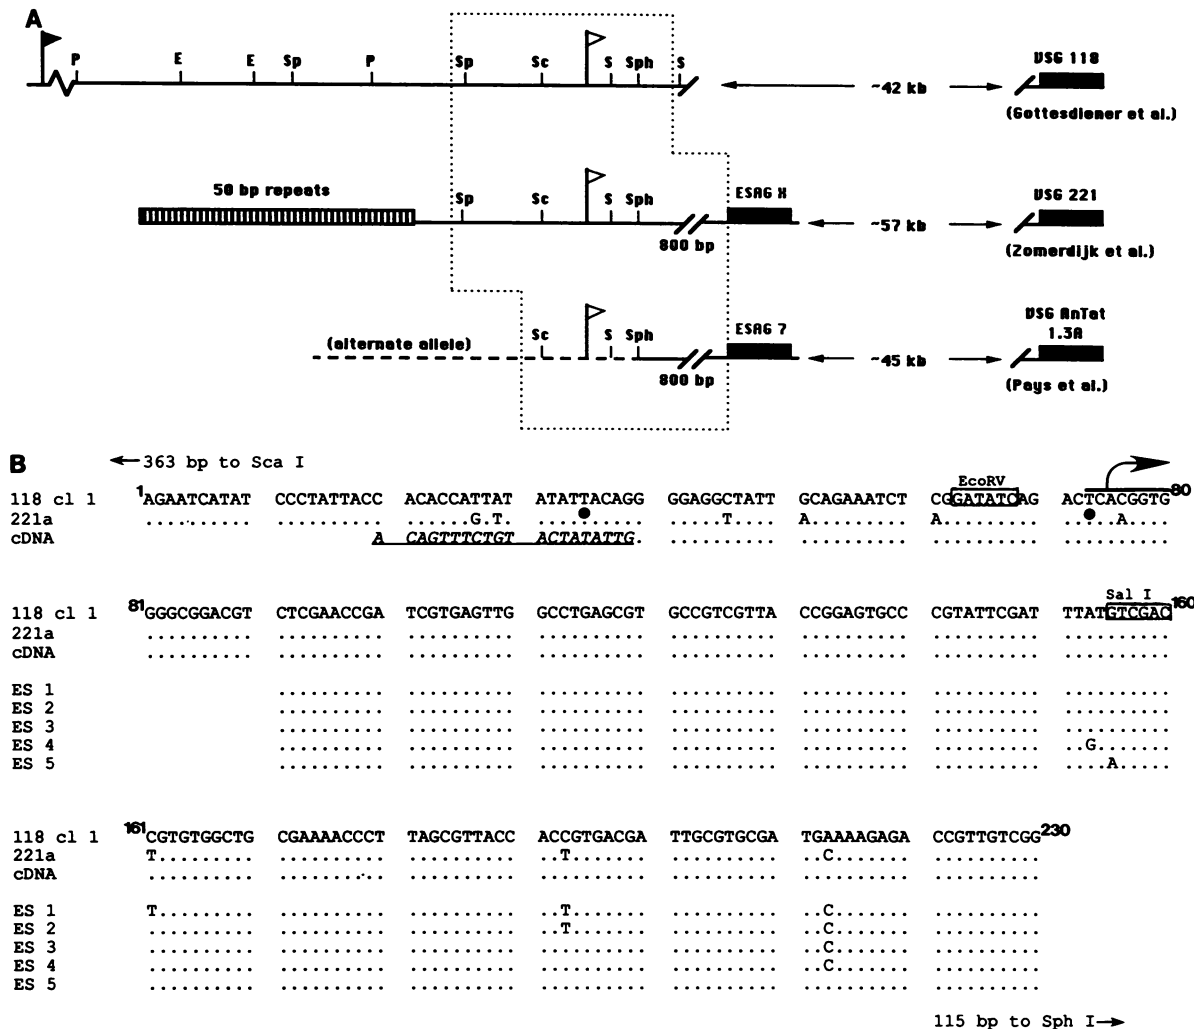 A
P E E Sp P Sp Sc S Sph S
VSG 118
~42 kb
(Gottesdiener et al.)
50 bp repeats
Sp Sc S Sph
ESAG X
VSG 221
800 bp
~57 kb
(Zomerdijk et al.)
(alternate allele)
Sc S Sph
ESAG 7
VSG AnTat
1.3A
800 bp
~45 kb
(Pays et al.)
B
←363 bp to Sca I
EcoRV
118 cl 1 1AGAATCATAT CCCTATTACC ACACCATTAT ATATTACAGG GGAGGCTATT GCAGAAATCT CGGATATCAG ACTCACGGTG80
221a .......... .......... ......G.T. .......... .....T.... A......... A......... .....A....
cDNA A CAGTTTCTGT ACTATATTG. .......... .......... .......... ..........
Sal I
118 cl 1 81GGGCGGACGT CTCGAACCGA TCGTGAGTTG GCCTGAGCGT GCCGTCGTTA CCGGAGTGCC CGTATTCGAT TTATGTCGAC160
221a .......... .......... .......... .......... .......... .......... .......... ..........
cDNA .......... .......... .......... .......... .......... .......... .......... ..........
ES 1 .......... .......... .......... .......... .......... .......... ..........
ES 2 .......... .......... .......... .......... .......... .......... ..........
ES 3 .......... .......... .......... .......... .......... .......... ..........
ES 4 .......... .......... .......... .......... .......... .......... ..G.......
ES 5 .......... .......... .......... .......... .......... .......... ....A.....
118 cl 1 161CGTGTGGCTG CGAAAACCCT TAGCGTTACC ACCGTGACGA TTGCGTGCGA TGAAAAGAGA CCGTTGTCGG230
221a T......... .......... .......... ..T....... .......... ..C....... ..........
cDNA .......... .......... .......... .......... .......... .......... ..........
ES 1 T......... .......... .......... ..T....... .......... ..C....... ..........
ES 2 .......... .......... .......... ..T....... .......... ..C....... ..........
ES 3 .......... .......... .......... .......... .......... ..C....... ..........
ES 4 .......... .......... .......... .......... .......... ..C....... ..........
ES 5 .......... .......... .......... .......... .......... .......... ..........
115 bp to Sph I→